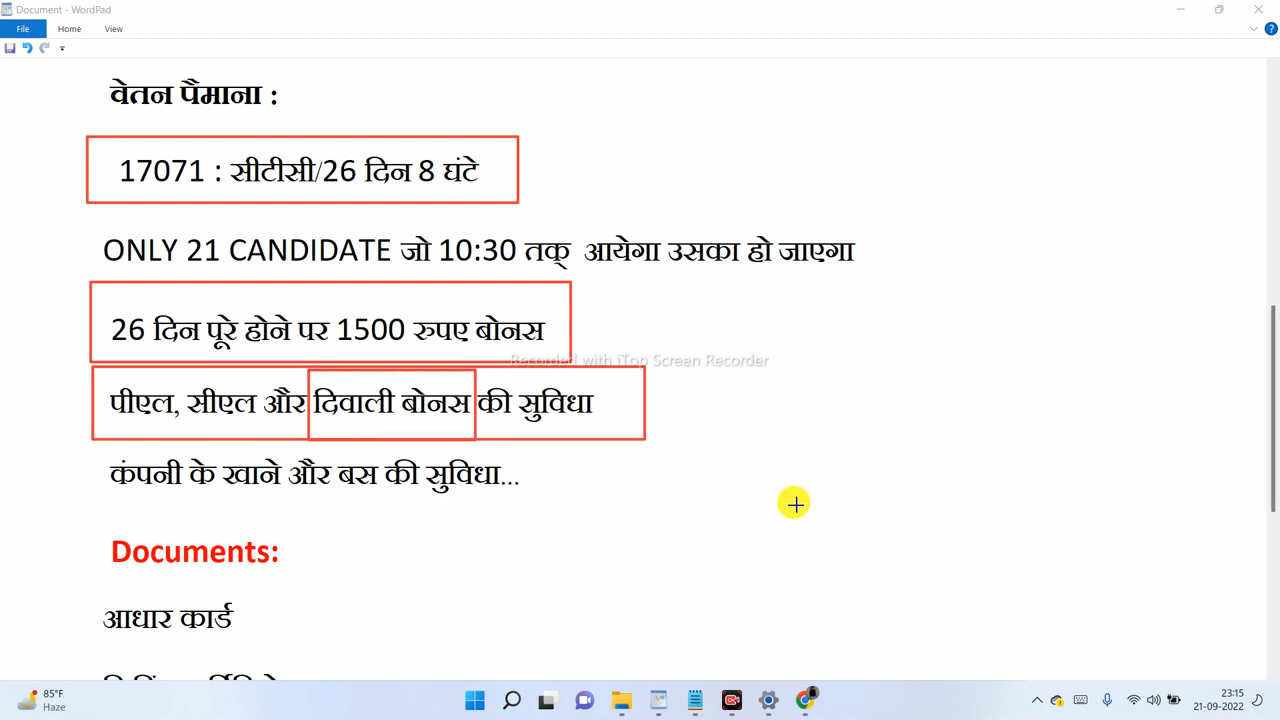 Document - WordPad
File Home View
वेतन पैमाना :
17071 : सीटीसी/26 दिन 8 घंटे
ONLY 21 CANDIDATE जो 10:30 तक् आयेगा उसका हो जाएगा
26 दिन पूरे होने पर 1500 रुपए बोनस
Recorded with iTop Screen Recorder
पीएल, सीएल और दिवाली बोनस की सुविधा
कंपनी के खाने और बस की सुविधा...
Documents:
आधार कार्ड
85°F
Haze
23:15
21-09-2022